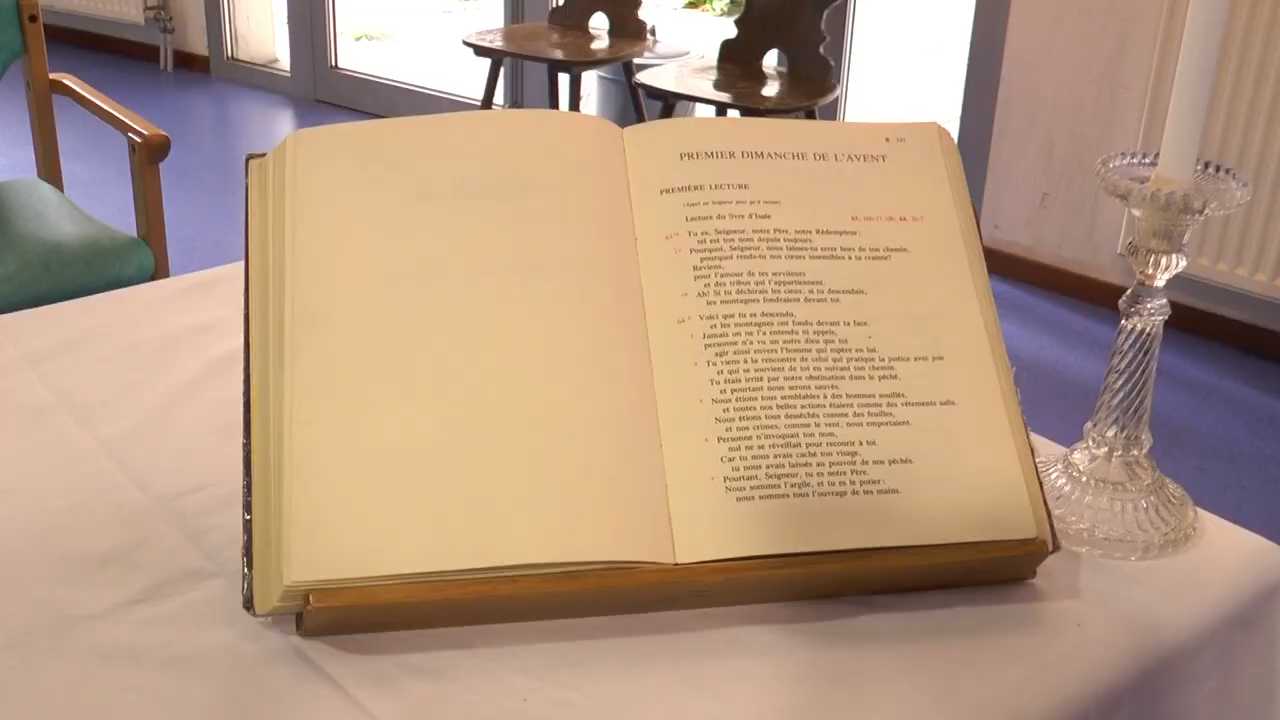 PREMIER DIMANCHE DE L'AVENT
PREMIÈRE LECTURE
(Appel au Seigneur pour qu'il vienne)
Lecture du livre d'Isaïe
Tu es, Seigneur, notre Père, notre Rédempteur :
tel est ton nom depuis toujours.
Pourquoi, Seigneur, nous laisses-tu errer hors de ton chemin,
pourquoi rends-tu nos cœurs insensibles à ta crainte?
Reviens,
pour l'amour de tes serviteurs
et des tribus qui t'appartiennent.
Ah! Si tu déchirais les cieux, si tu descendais,
les montagnes fondraient devant toi.
Voici que tu es descendu,
et les montagnes ont fondu devant ta face.
Jamais on ne l'a entendu ni appris,
personne n'a vu un autre dieu que toi
agir ainsi envers l'homme qui espère en lui.
Tu viens à la rencontre de celui qui pratique la justice avec joie
et qui se souvient de toi en suivant ton chemin.
Tu étais irrité par notre obstination dans le péché,
et pourtant nous serons sauvés.
Nous étions tous semblables à des hommes souillés,
et toutes nos belles actions étaient comme des vêtements salis.
Nous étions tous desséchés comme des feuilles,
et nos crimes, comme le vent, nous emportaient.
Personne n'invoquait ton nom,
nul ne se réveillait pour recourir à toi.
Car tu nous avais caché ton visage,
tu nous avais laissés au pouvoir de nos péchés.
Pourtant, Seigneur, tu es notre Père.
Nous sommes l'argile, et tu es le potier :
nous sommes tous l'ouvrage de tes mains.